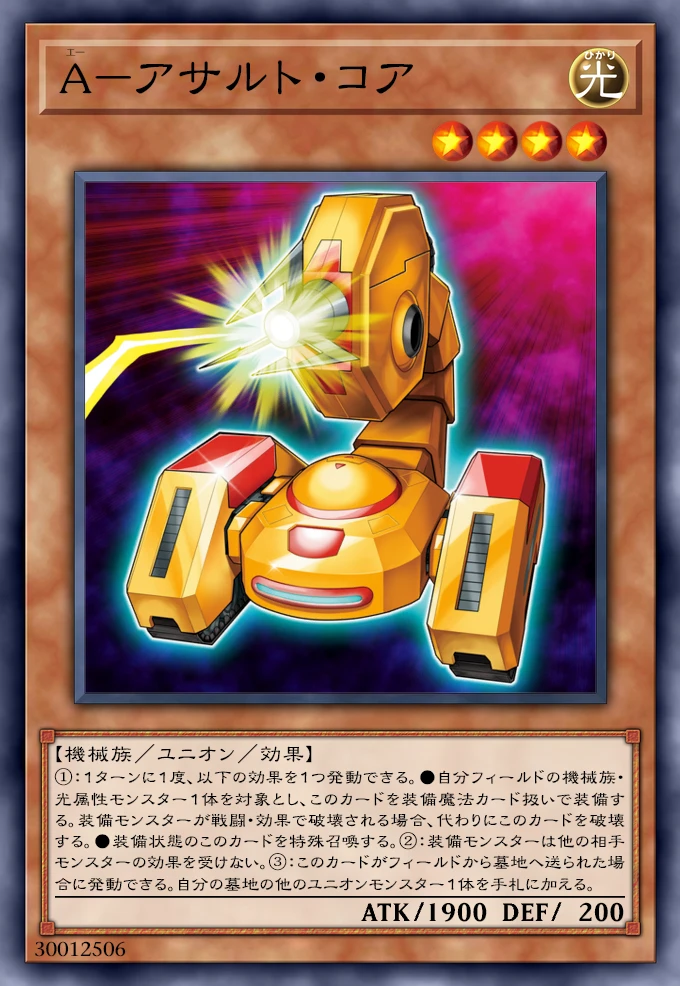 エー
A-アサルト・コア
ひかり
光
【機械族／ユニオン／効果】
①：1ターンに1度、以下の効果を1つ発動できる。●自分フィールドの機械族・
光属性モンスター1体を対象とし、このカードを装備魔法カード扱いで装備す
る。装備モンスターが戦闘・効果で破壊される場合、代わりにこのカードを破壊
する。●装備状態のこのカードを特殊召喚する。②：装備モンスターは他の相手
モンスターの効果を受けない。③：このカードがフィールドから墓地へ送られた場
合に発動できる。自分の墓地の他のユニオンモンスター1体を手札に加える。
ATK/1900 DEF/ 200
30012506